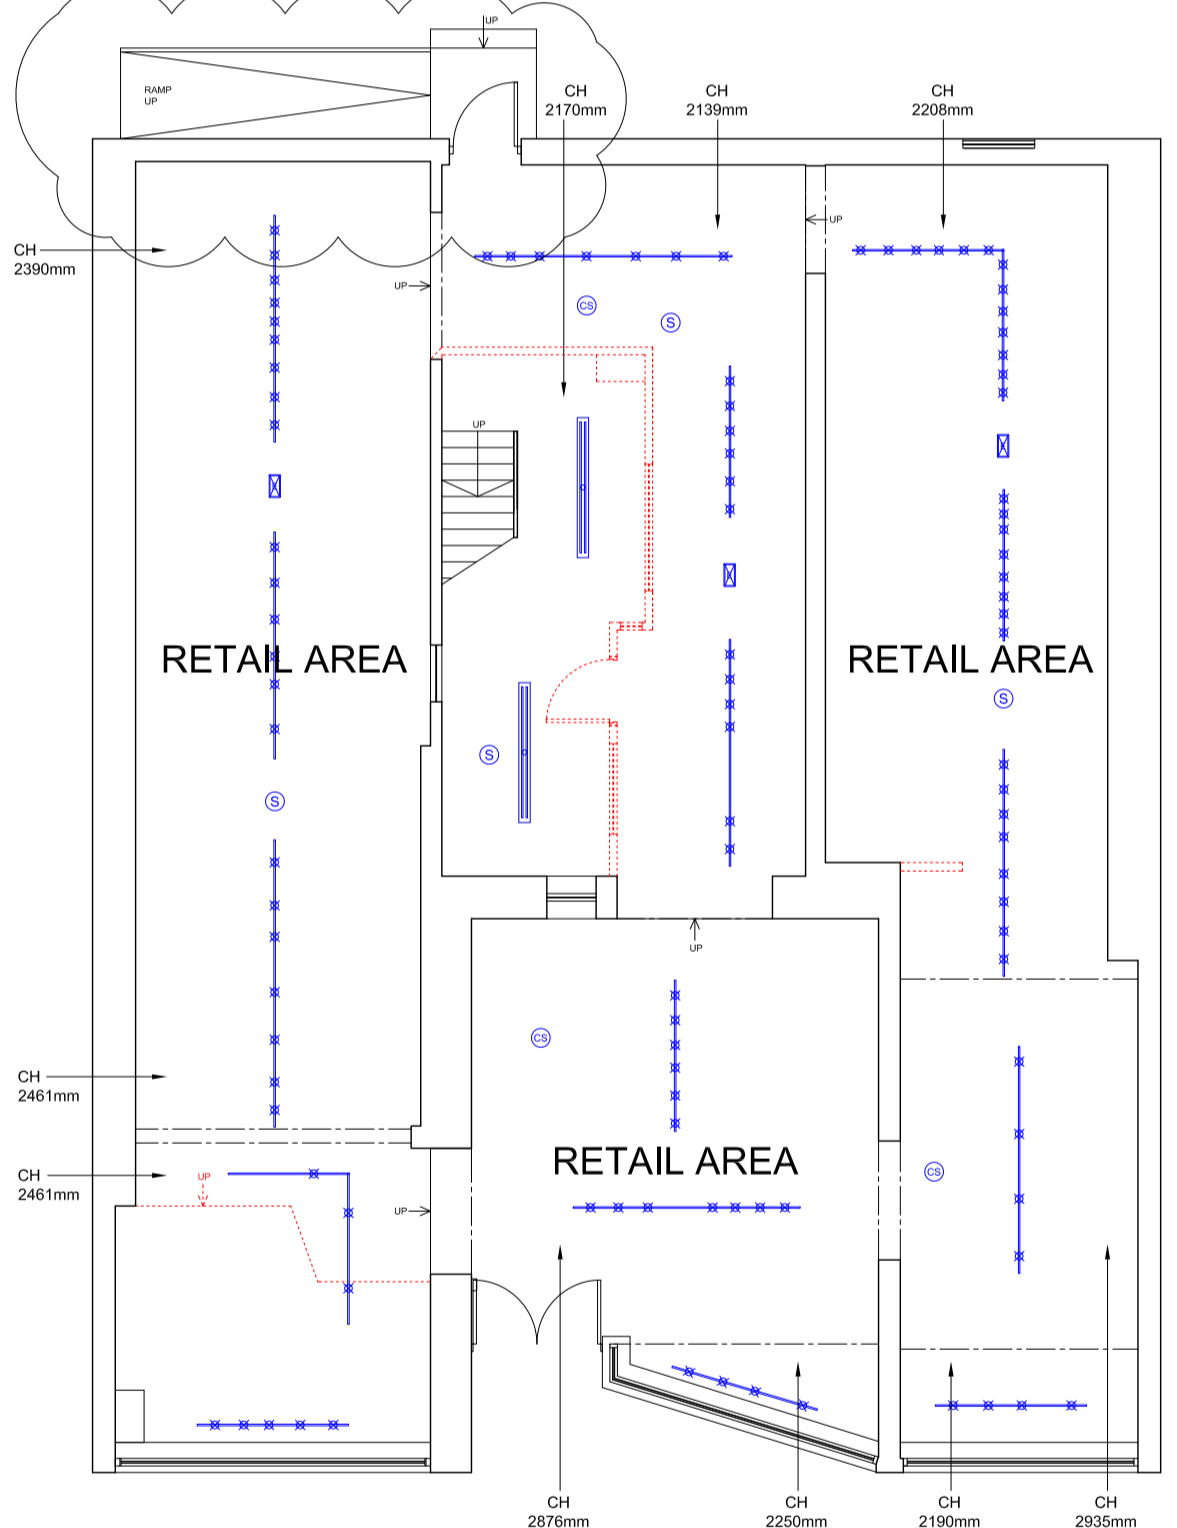 UP
RAMP
UP
CH
2170mm
CH
2139mm
CH
2208mm
UP
CH
2390mm
UP
CS
S
UP
RETAIL AREA
RETAIL AREA
S
S
S
UP
CS
CH
2461mm
RETAIL AREA
CH
2461mm
UP
CS
UP
CH
2876mm
CH
2250mm
CH
2190mm
CH
2935mm